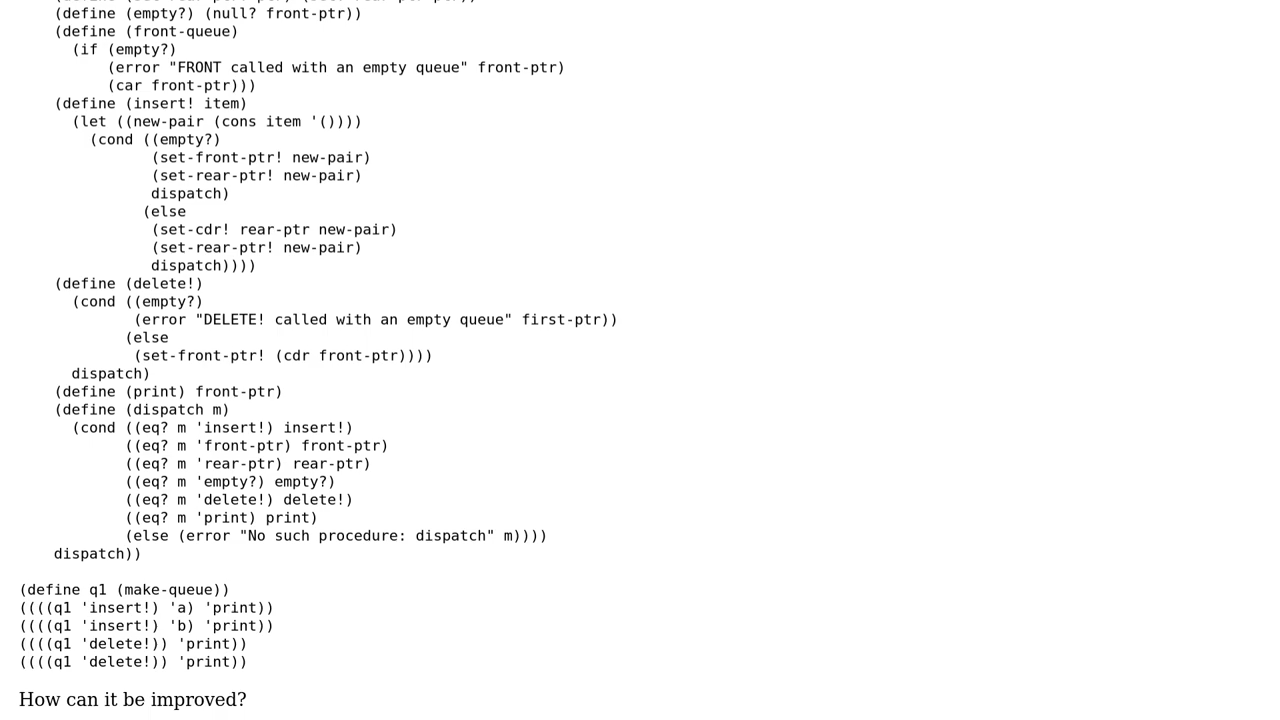 (define (empty?) (null? front-ptr))
(define (front-queue)
(if (empty?)
(error "FRONT called with an empty queue" front-ptr)
(car front-ptr)))
(define (insert! item)
(let ((new-pair (cons item '())))
(cond ((empty?)
(set-front-ptr! new-pair)
(set-rear-ptr! new-pair)
dispatch)
(else
(set-cdr! rear-ptr new-pair)
(set-rear-ptr! new-pair)
dispatch))))
(define (delete!)
(cond ((empty?)
(error "DELETE! called with an empty queue" first-ptr))
(else
(set-front-ptr! (cdr front-ptr))))
dispatch)
(define (print) front-ptr)
(define (dispatch m)
(cond ((eq? m 'insert!) insert!)
((eq? m 'front-ptr) front-ptr)
((eq? m 'rear-ptr) rear-ptr)
((eq? m 'empty?) empty?)
((eq? m 'delete!) delete!)
((eq? m 'print) print)
(else (error "No such procedure: dispatch" m))))
dispatch))
(define q1 (make-queue))
((((q1 'insert!) 'a) 'print))
((((q1 'insert!) 'b) 'print))
((((q1 'delete!)) 'print))
((((q1 'delete!)) 'print))
How can it be improved?